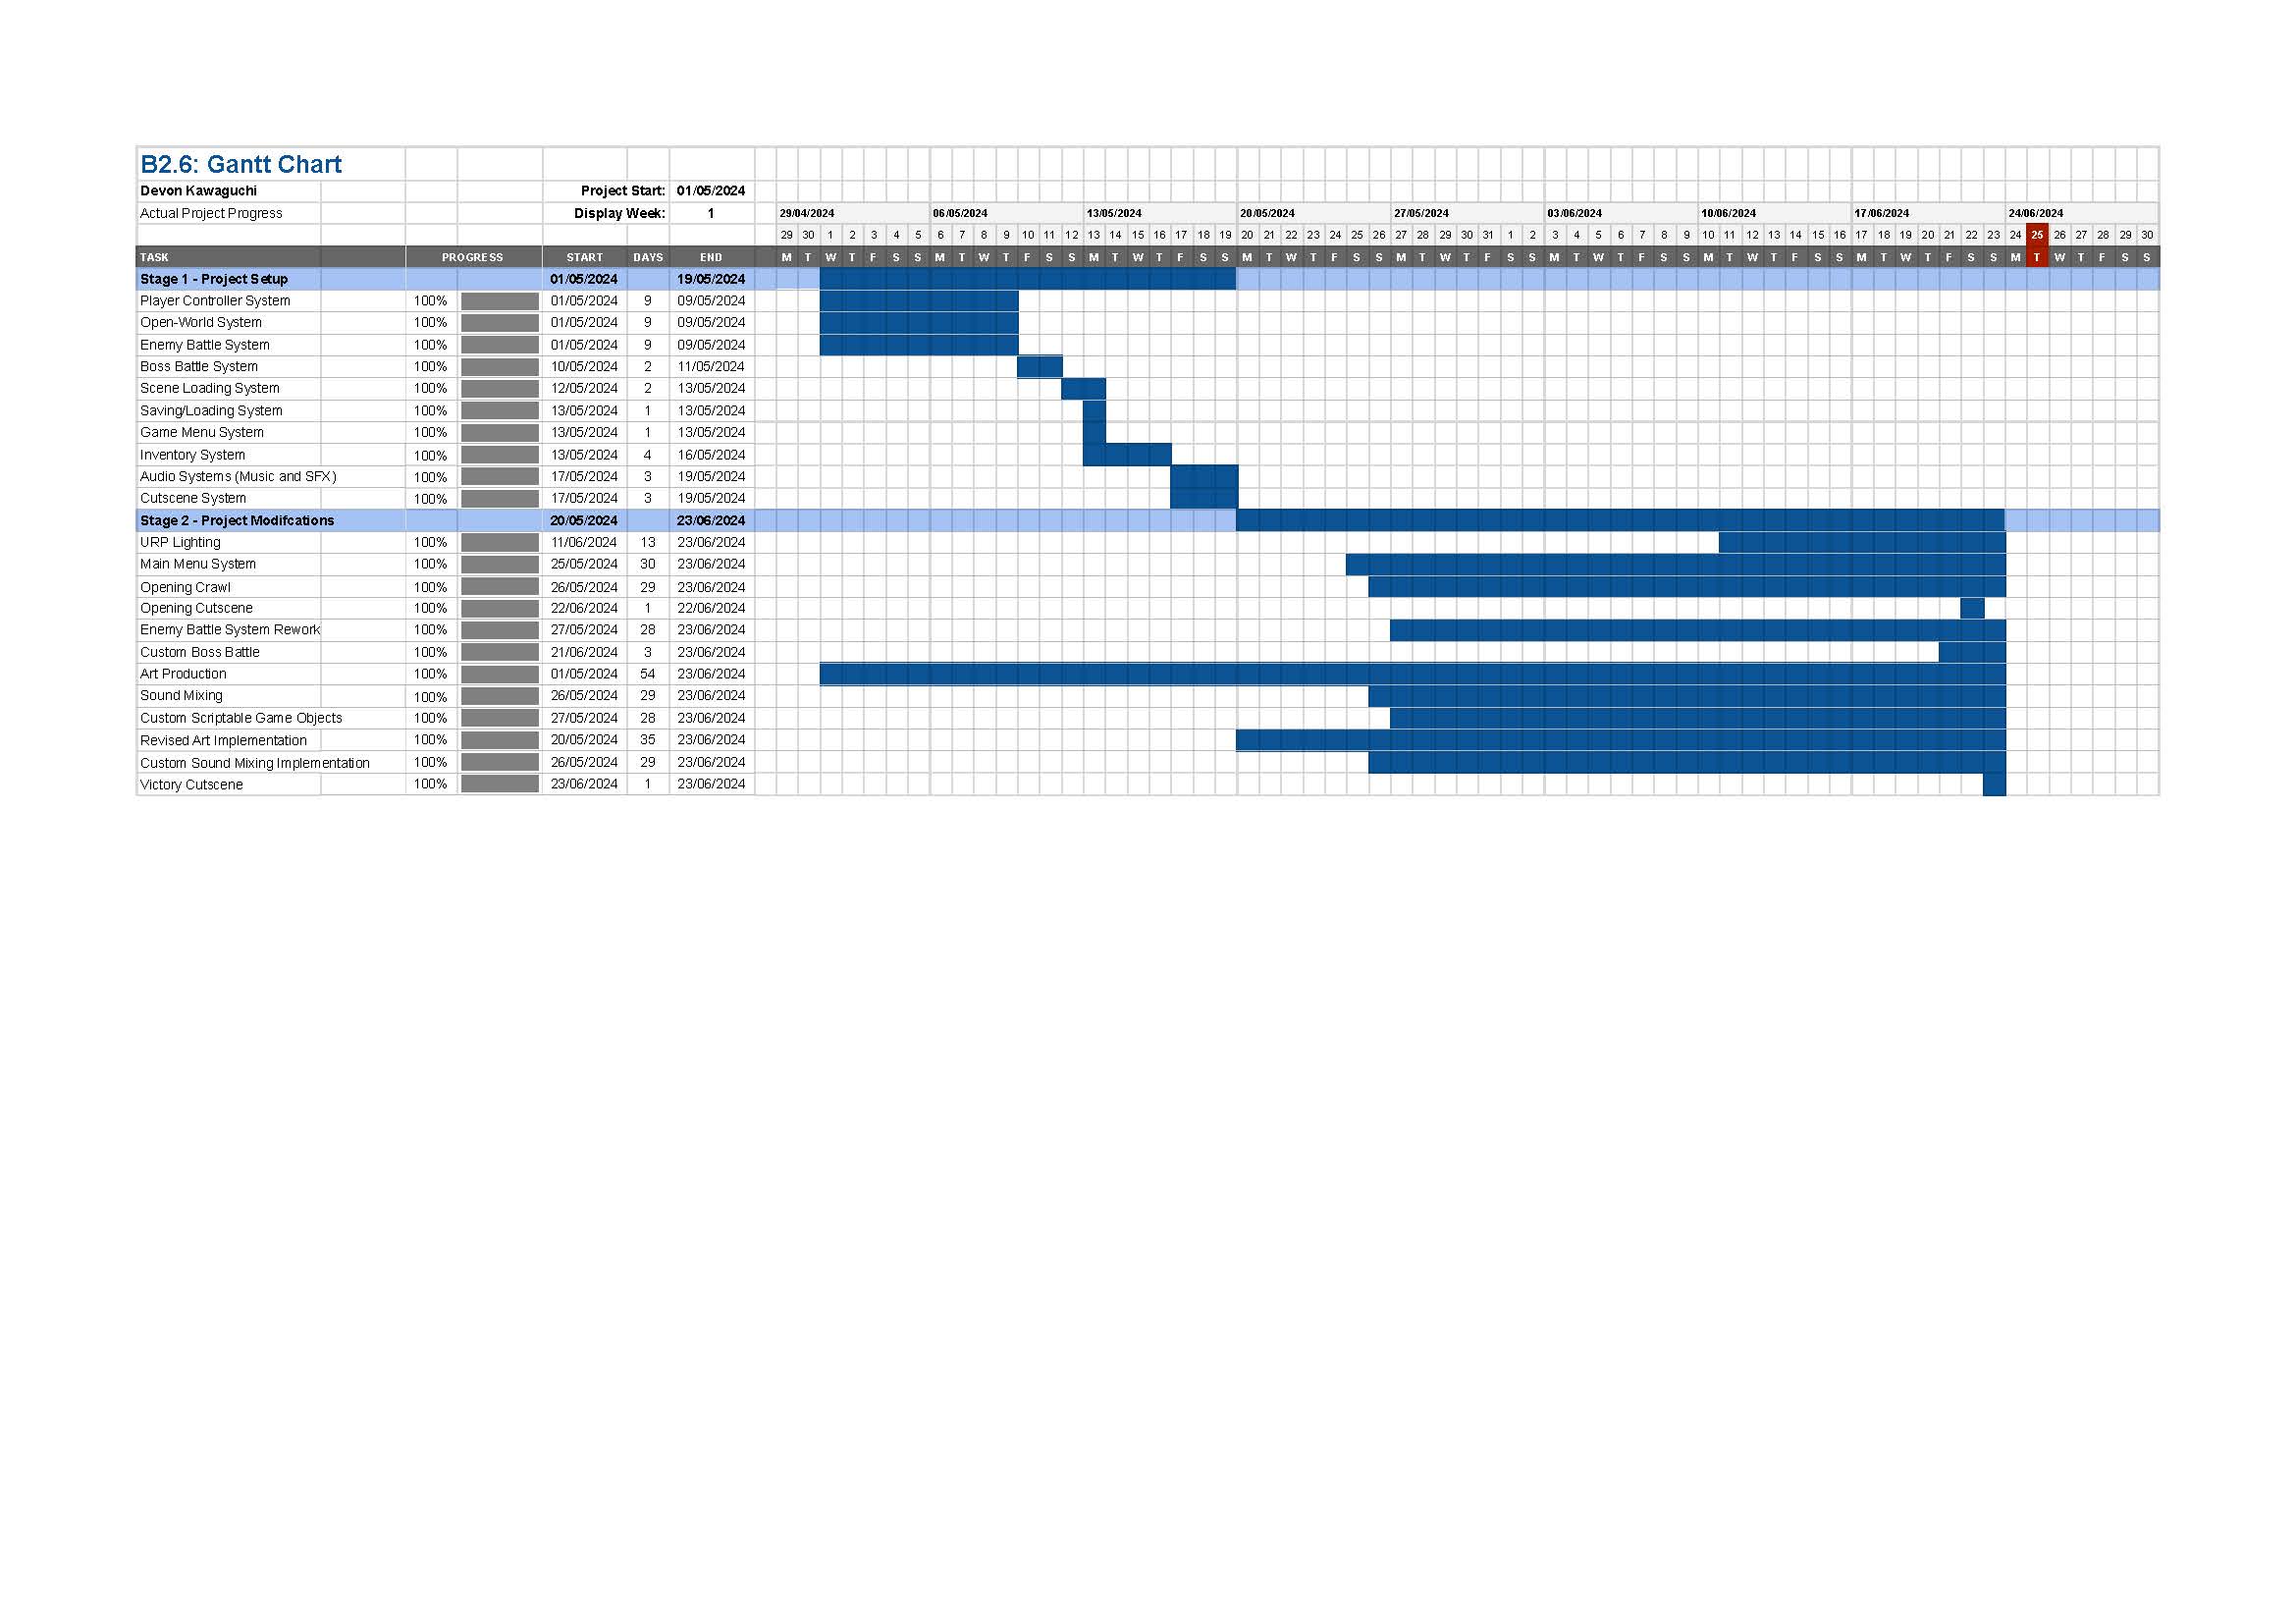 B2.6: Gantt Chart
Devon Kawaguchi Project Start: 01/05/2024
Actual Project Progress Display Week: 1 29/04/2024 06/05/2024 13/05/2024 20/05/2024 27/05/2024 03/06/2024 10/06/2024 17/06/2024 24/06/2024
29 30 1 2 3 4 5 6 7 8 9 10 11 12 13 14 15 16 17 18 19 20 21 22 23 24 25 26 27 28 29 30 31 1 2 3 4 5 6 7 8 9 10 11 12 13 14 15 16 17 18 19 20 21 22 23 24 25 26 27 28 29 30
TASK PROGRESS START DAYS END M T W T F S S M T W T F S S M T W T F S S M T W T F S S M T W T F S S M T W T F S S M T W T F S S M T W T F S S M T W T F S S
Stage 1 - Project Setup 01/05/2024 19/05/2024
Player Controller System 100% 01/05/2024 9 09/05/2024
Open-World System 100% 01/05/2024 9 09/05/2024
Enemy Battle System 100% 01/05/2024 9 09/05/2024
Boss Battle System 100% 10/05/2024 2 11/05/2024
Scene Loading System 100% 12/05/2024 2 13/05/2024
Saving/Loading System 100% 13/05/2024 1 13/05/2024
Game Menu System 100% 13/05/2024 1 13/05/2024
Inventory System 100% 13/05/2024 4 16/05/2024
Audio Systems (Music and SFX) 100% 17/05/2024 3 19/05/2024
Cutscene System 100% 17/05/2024 3 19/05/2024
Stage 2 - Project Modifcations 20/05/2024 23/06/2024
URP Lighting 100% 11/06/2024 13 23/06/2024
Main Menu System 100% 25/05/2024 30 23/06/2024
Opening Crawl 100% 26/05/2024 29 23/06/2024
Opening Cutscene 100% 22/06/2024 1 22/06/2024
Enemy Battle System Rework 100% 27/05/2024 28 23/06/2024
Custom Boss Battle 100% 21/06/2024 3 23/06/2024
Art Production 100% 01/05/2024 54 23/06/2024
Sound Mixing 100% 26/05/2024 29 23/06/2024
Custom Scriptable Game Objects 100% 27/05/2024 28 23/06/2024
Revised Art Implementation 100% 20/05/2024 35 23/06/2024
Custom Sound Mixing Implementation 100% 26/05/2024 29 23/06/2024
Victory Cutscene 100% 23/06/2024 1 23/06/2024